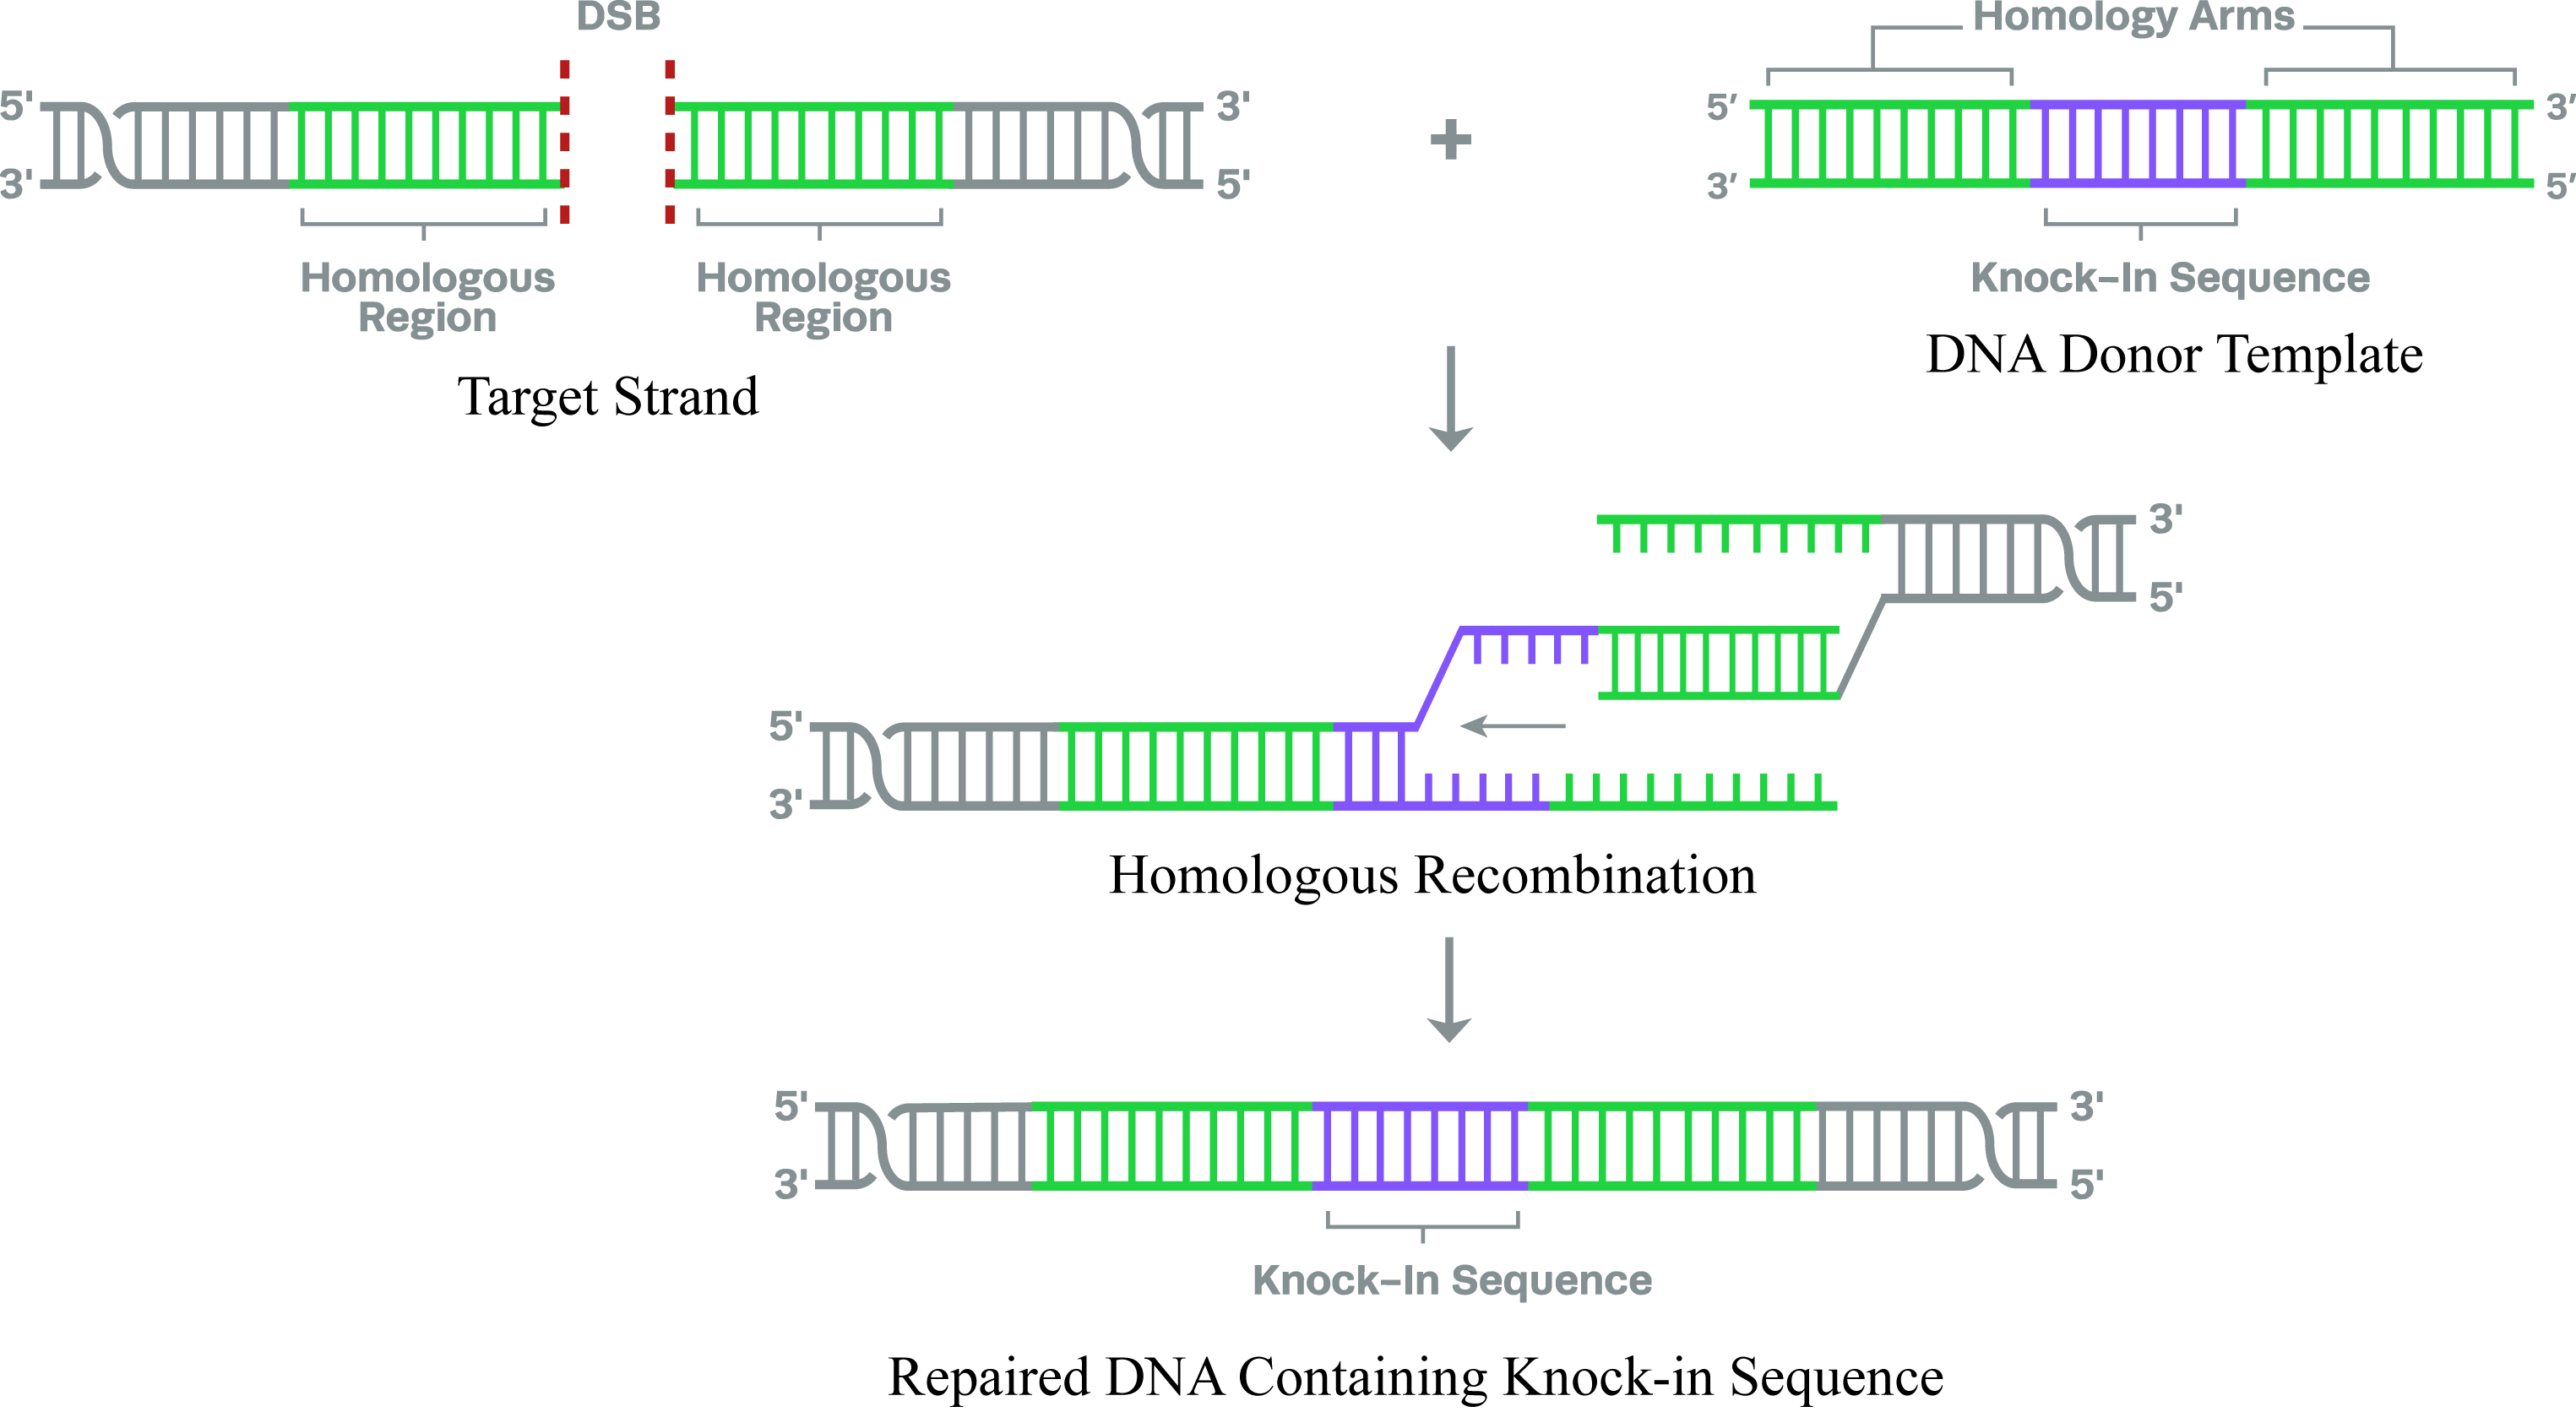 DSB
Homology Arms
5' 3' 5′ 3′
3' 5' 3′ 5′
Homologous Region
Homologous Region
Knock–In Sequence
Target Strand
DNA Donor Template
3'
5'
5'
3'
Homologous Recombination
5' 3'
3' 5'
Knock–In Sequence
Repaired DNA Containing Knock-in Sequence